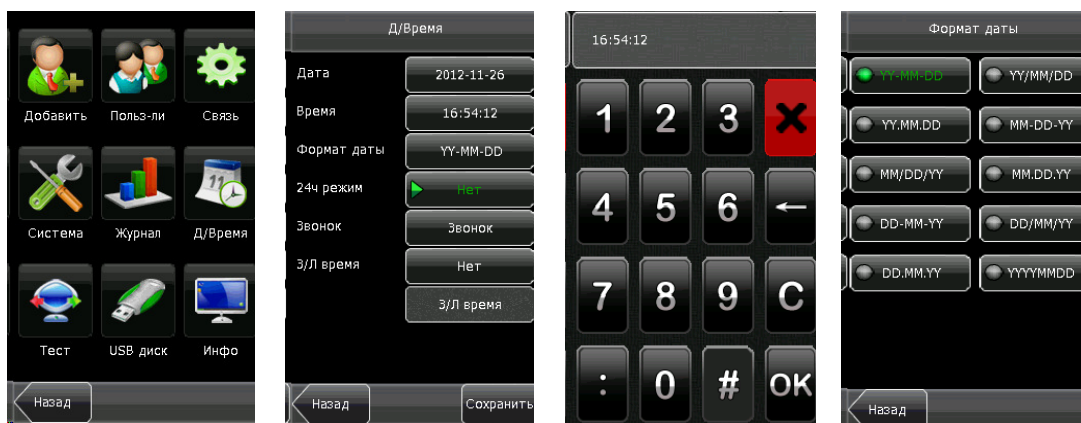 Добавить Польз-ли Связь
Система Журнал Д/Время
Тест USB диск Инфо
Назад
Д/Время
Дата 2012-11-26
Время 16:54:12
Формат даты YY-MM-DD
24ч режим Нет
Звонок Звонок
З/Л время Нет
З/Л время
Назад Сохранить
16:54:12
1 2 3 X
4 5 6 ←
7 8 9 C
: 0 # OK
Формат даты
YY-MM-DD YY/MM/DD
YY.MM.DD MM-DD-YY
MM/DD/YY MM.DD.YY
DD-MM-YY DD/MM/YY
DD.MM.YY YYYYMMDD
Назад